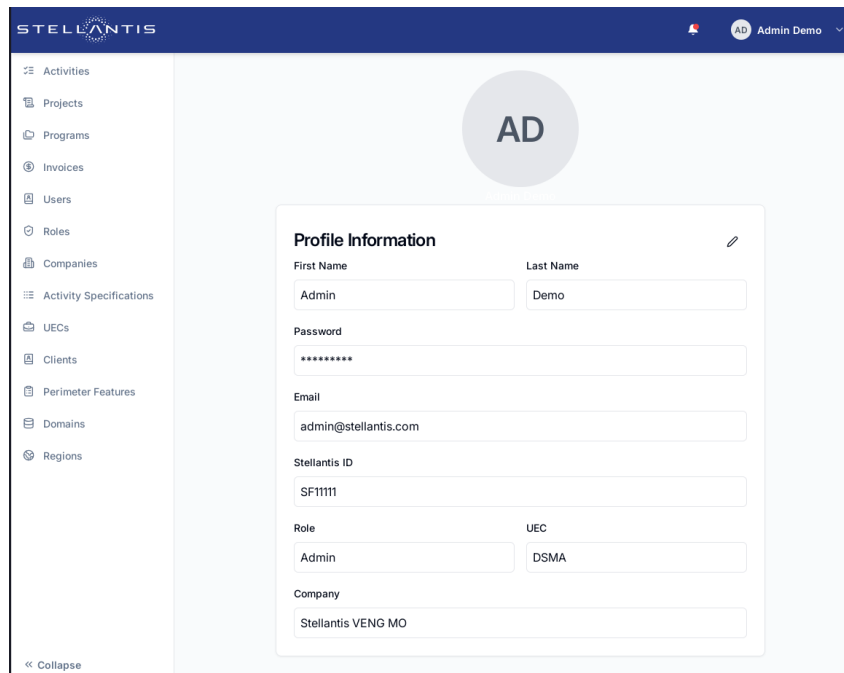 STELLANTIS
AD Admin Demo
Activities
Projects
Programs
Invoices
Users
Roles
Companies
Activity Specifications
UECs
Clients
Perimeter Features
Domains
Regions
« Collapse
AD
Profile Information
First Name Last Name
Admin Demo
Password
*********
Email
admin@stellantis.com
Stellantis ID
SF11111
Role UEC
Admin DSMA
Company
Stellantis VENG MO